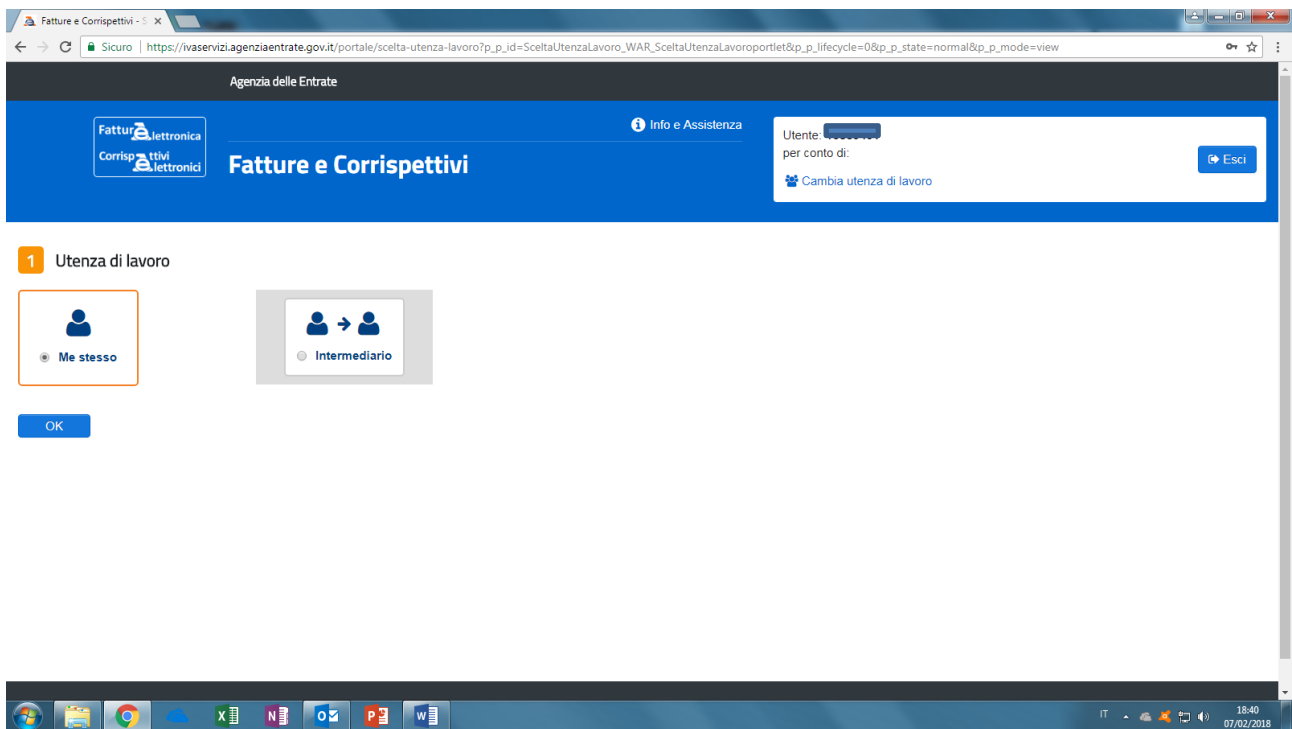 Fatture e Corrispettivi - S
Sicuro | https://ivaservizi.agenziaentrate.gov.it/portale/scelta-utenza-lavoro?p_p_id=SceltaUtenzaLavoro_WAR_SceltaUtenzaLavoroportlet&p_p_lifecycle=0&p_p_state=normal&p_p_mode=view
Agenzia delle Entrate
Fattur@lettronica
Corrisp@ttivi
@lettronici
Fatture e Corrispettivi
Info e Assistenza
Utente:
per conto di:
Cambia utenza di lavoro
Esci
1 Utenza di lavoro
Me stesso
Intermediario
OK
IT
18:40
07/02/2018